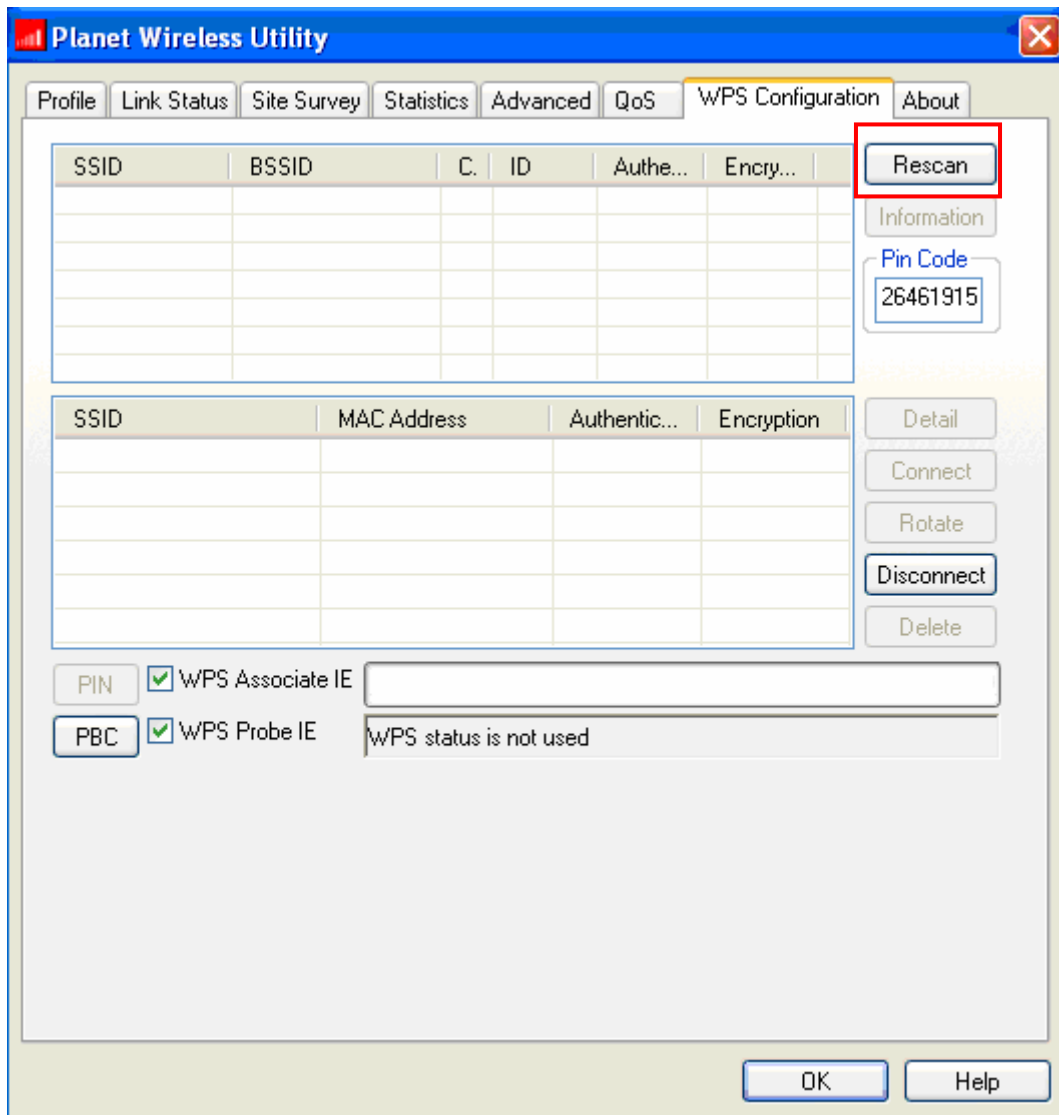 Planet Wireless Utility
Profile Link Status Site Survey Statistics Advanced QoS WPS Configuration About
SSID BSSID C. ID Authe... Encry...
Rescan
Information
Pin Code
26461915
SSID MAC Address Authentic... Encryption
Detail
Connect
Rotate
Disconnect
Delete
PIN WPS Associate IE
PBC WPS Probe IE WPS status is not used
OK Help